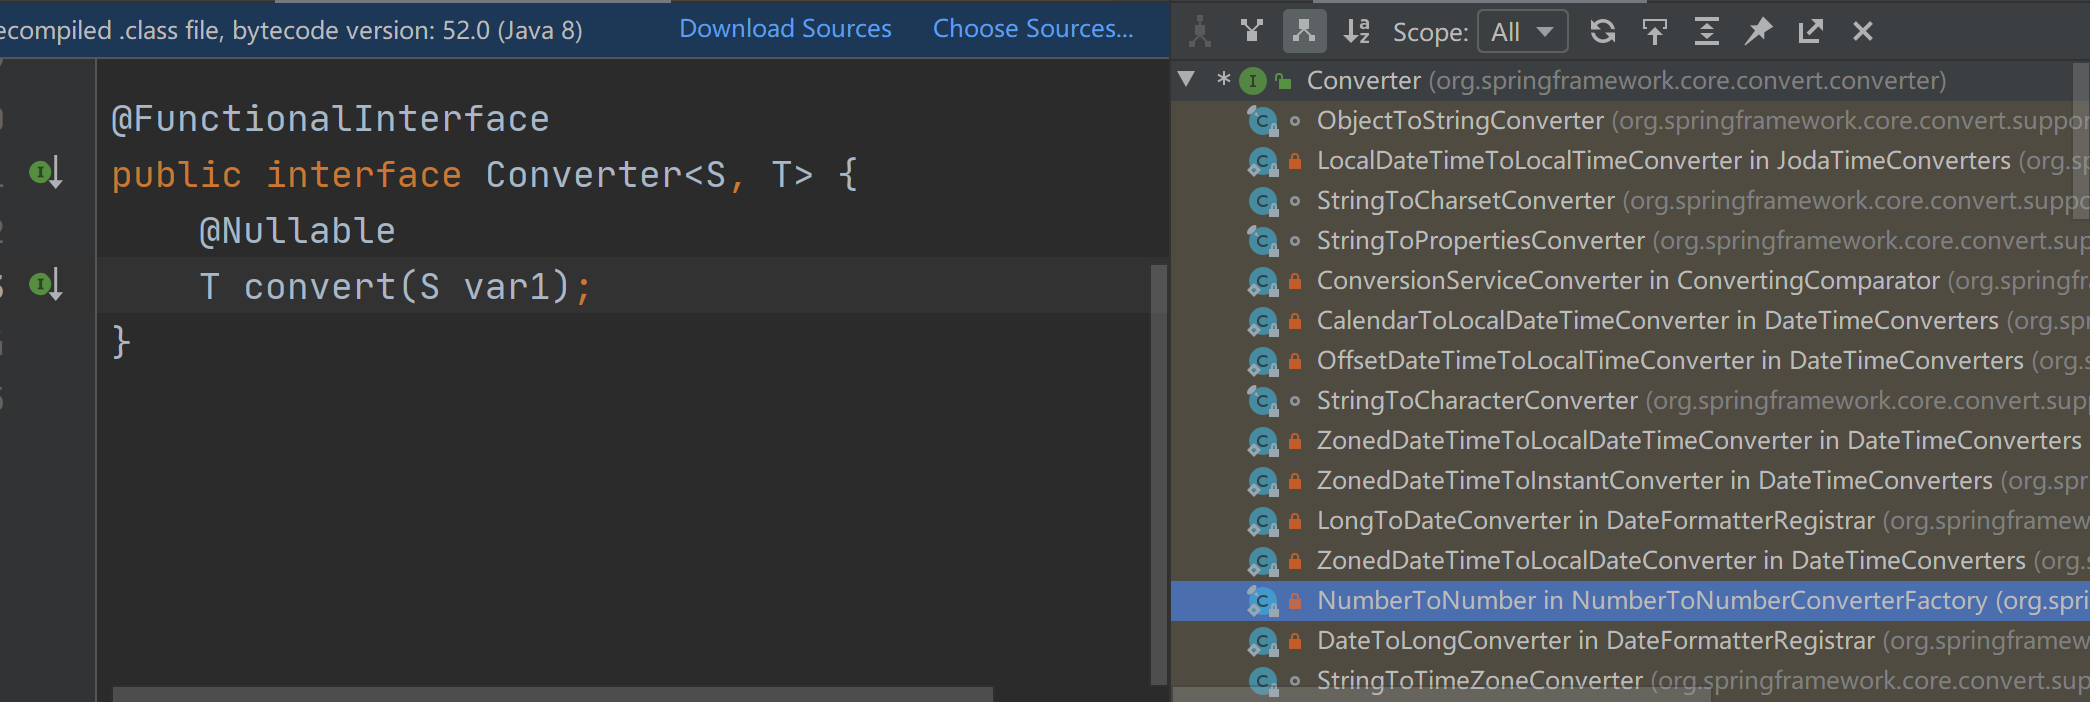 ecompiled .class file, bytecode version: 52.0 (Java 8) Download Sources Choose Sources...
@FunctionalInterface
public interface Converter<S, T> {
@Nullable
T convert(S var1);
}
Scope: All
* Converter (org.springframework.core.convert.converter)
ObjectToStringConverter (org.springframework.core.convert.suppor
LocalDateTimeToLocalTimeConverter in JodaTimeConverters (org.sp
StringToCharsetConverter (org.springframework.core.convert.suppo
StringToPropertiesConverter (org.springframework.core.convert.sup
ConversionServiceConverter in ConvertingComparator (org.springfr
CalendarToLocalDateTimeConverter in DateTimeConverters (org.spr
OffsetDateTimeToLocalTimeConverter in DateTimeConverters (org.s
StringToCharacterConverter (org.springframework.core.convert.supp
ZonedDateTimeToLocalDateTimeConverter in DateTimeConverters
ZonedDateTimeToInstantConverter in DateTimeConverters (org.spr
LongToDateConverter in DateFormatterRegistrar (org.springframew
ZonedDateTimeToLocalDateConverter in DateTimeConverters (org.s
NumberToNumber in NumberToNumberConverterFactory (org.spri
DateToLongConverter in DateFormatterRegistrar (org.springframew
StringToTimeZoneConverter (org.springframework.core.convert.sup